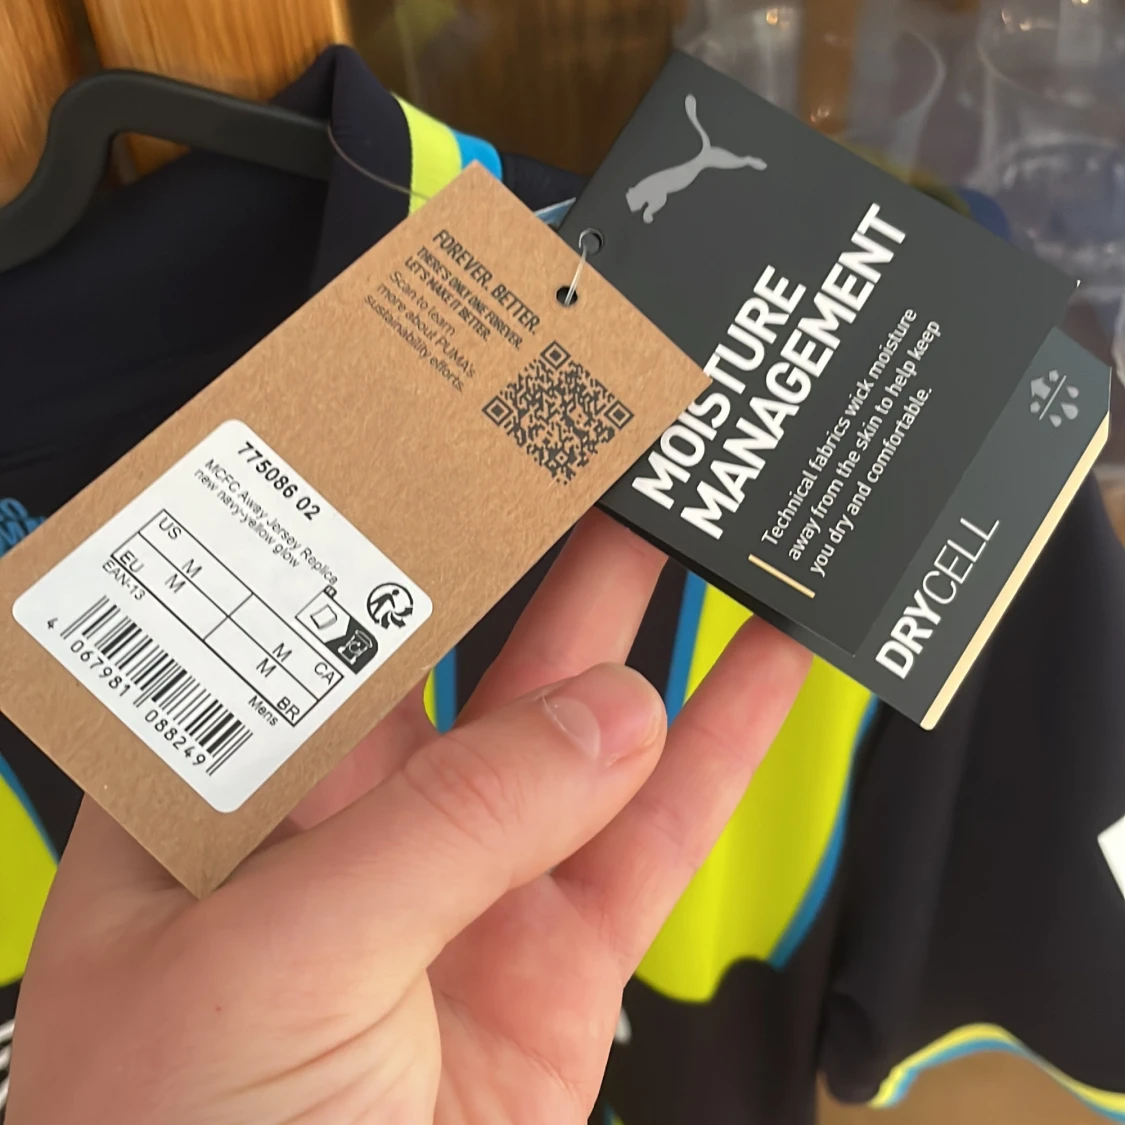 FOREVER. BETTER.
THERE'S ONLY ONE FOREVER.
LET'S MAKE IT BETTER.
Scan to learn
more about PUMA's
sustainability efforts.
775086 02
MCFC Away Jersey Replica
new navy-yellow glow
US M M CA
EU M M BR
EAN-13 Mens
4 067981 088249
MOISTURE
MANAGEMENT
Technical fabrics wick moisture
away from the skin to help keep
you dry and comfortable.
DRYCELL